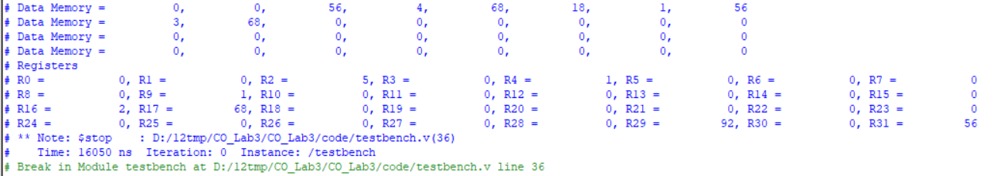 # Data Memory =          0,          0,         56,          4,         68,         18,          1,         56
# Data Memory =          3,         68,          0,          0,          0,          0,          0,          0
# Data Memory =          0,          0,          0,          0,          0,          0,          0,          0
# Data Memory =          0,          0,          0,          0,          0,          0,          0,          0
# Registers
# R0 =          0, R1 =          0, R2 =          5, R3 =          0, R4 =          1, R5 =          0, R6 =          0, R7 =          0
# R8 =          0, R9 =          1, R10 =          0, R11 =          0, R12 =          0, R13 =          0, R14 =          0, R15 =          0
# R16 =          2, R17 =         68, R18 =          0, R19 =          0, R20 =          0, R21 =          0, R22 =          0, R23 =          0
# R24 =          0, R25 =          0, R26 =          0, R27 =          0, R28 =          0, R29 =         92, R30 =          0, R31 =         56
# ** Note: $stop    : D:/12tmp/CO_Lab3/CO_Lab3/code/testbench.v(36)
#    Time: 16050 ns  Iteration: 0  Instance: /testbench
# Break in Module testbench at D:/12tmp/CO_Lab3/CO_Lab3/code/testbench.v line 36